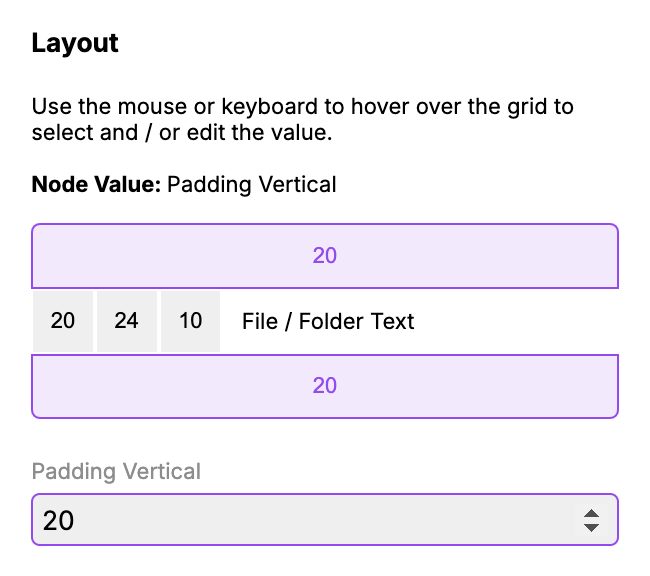 Layout
Use the mouse or keyboard to hover over the grid to
select and / or edit the value.
Node Value: Padding Vertical
20
20 24 10 File / Folder Text
20
Padding Vertical
20